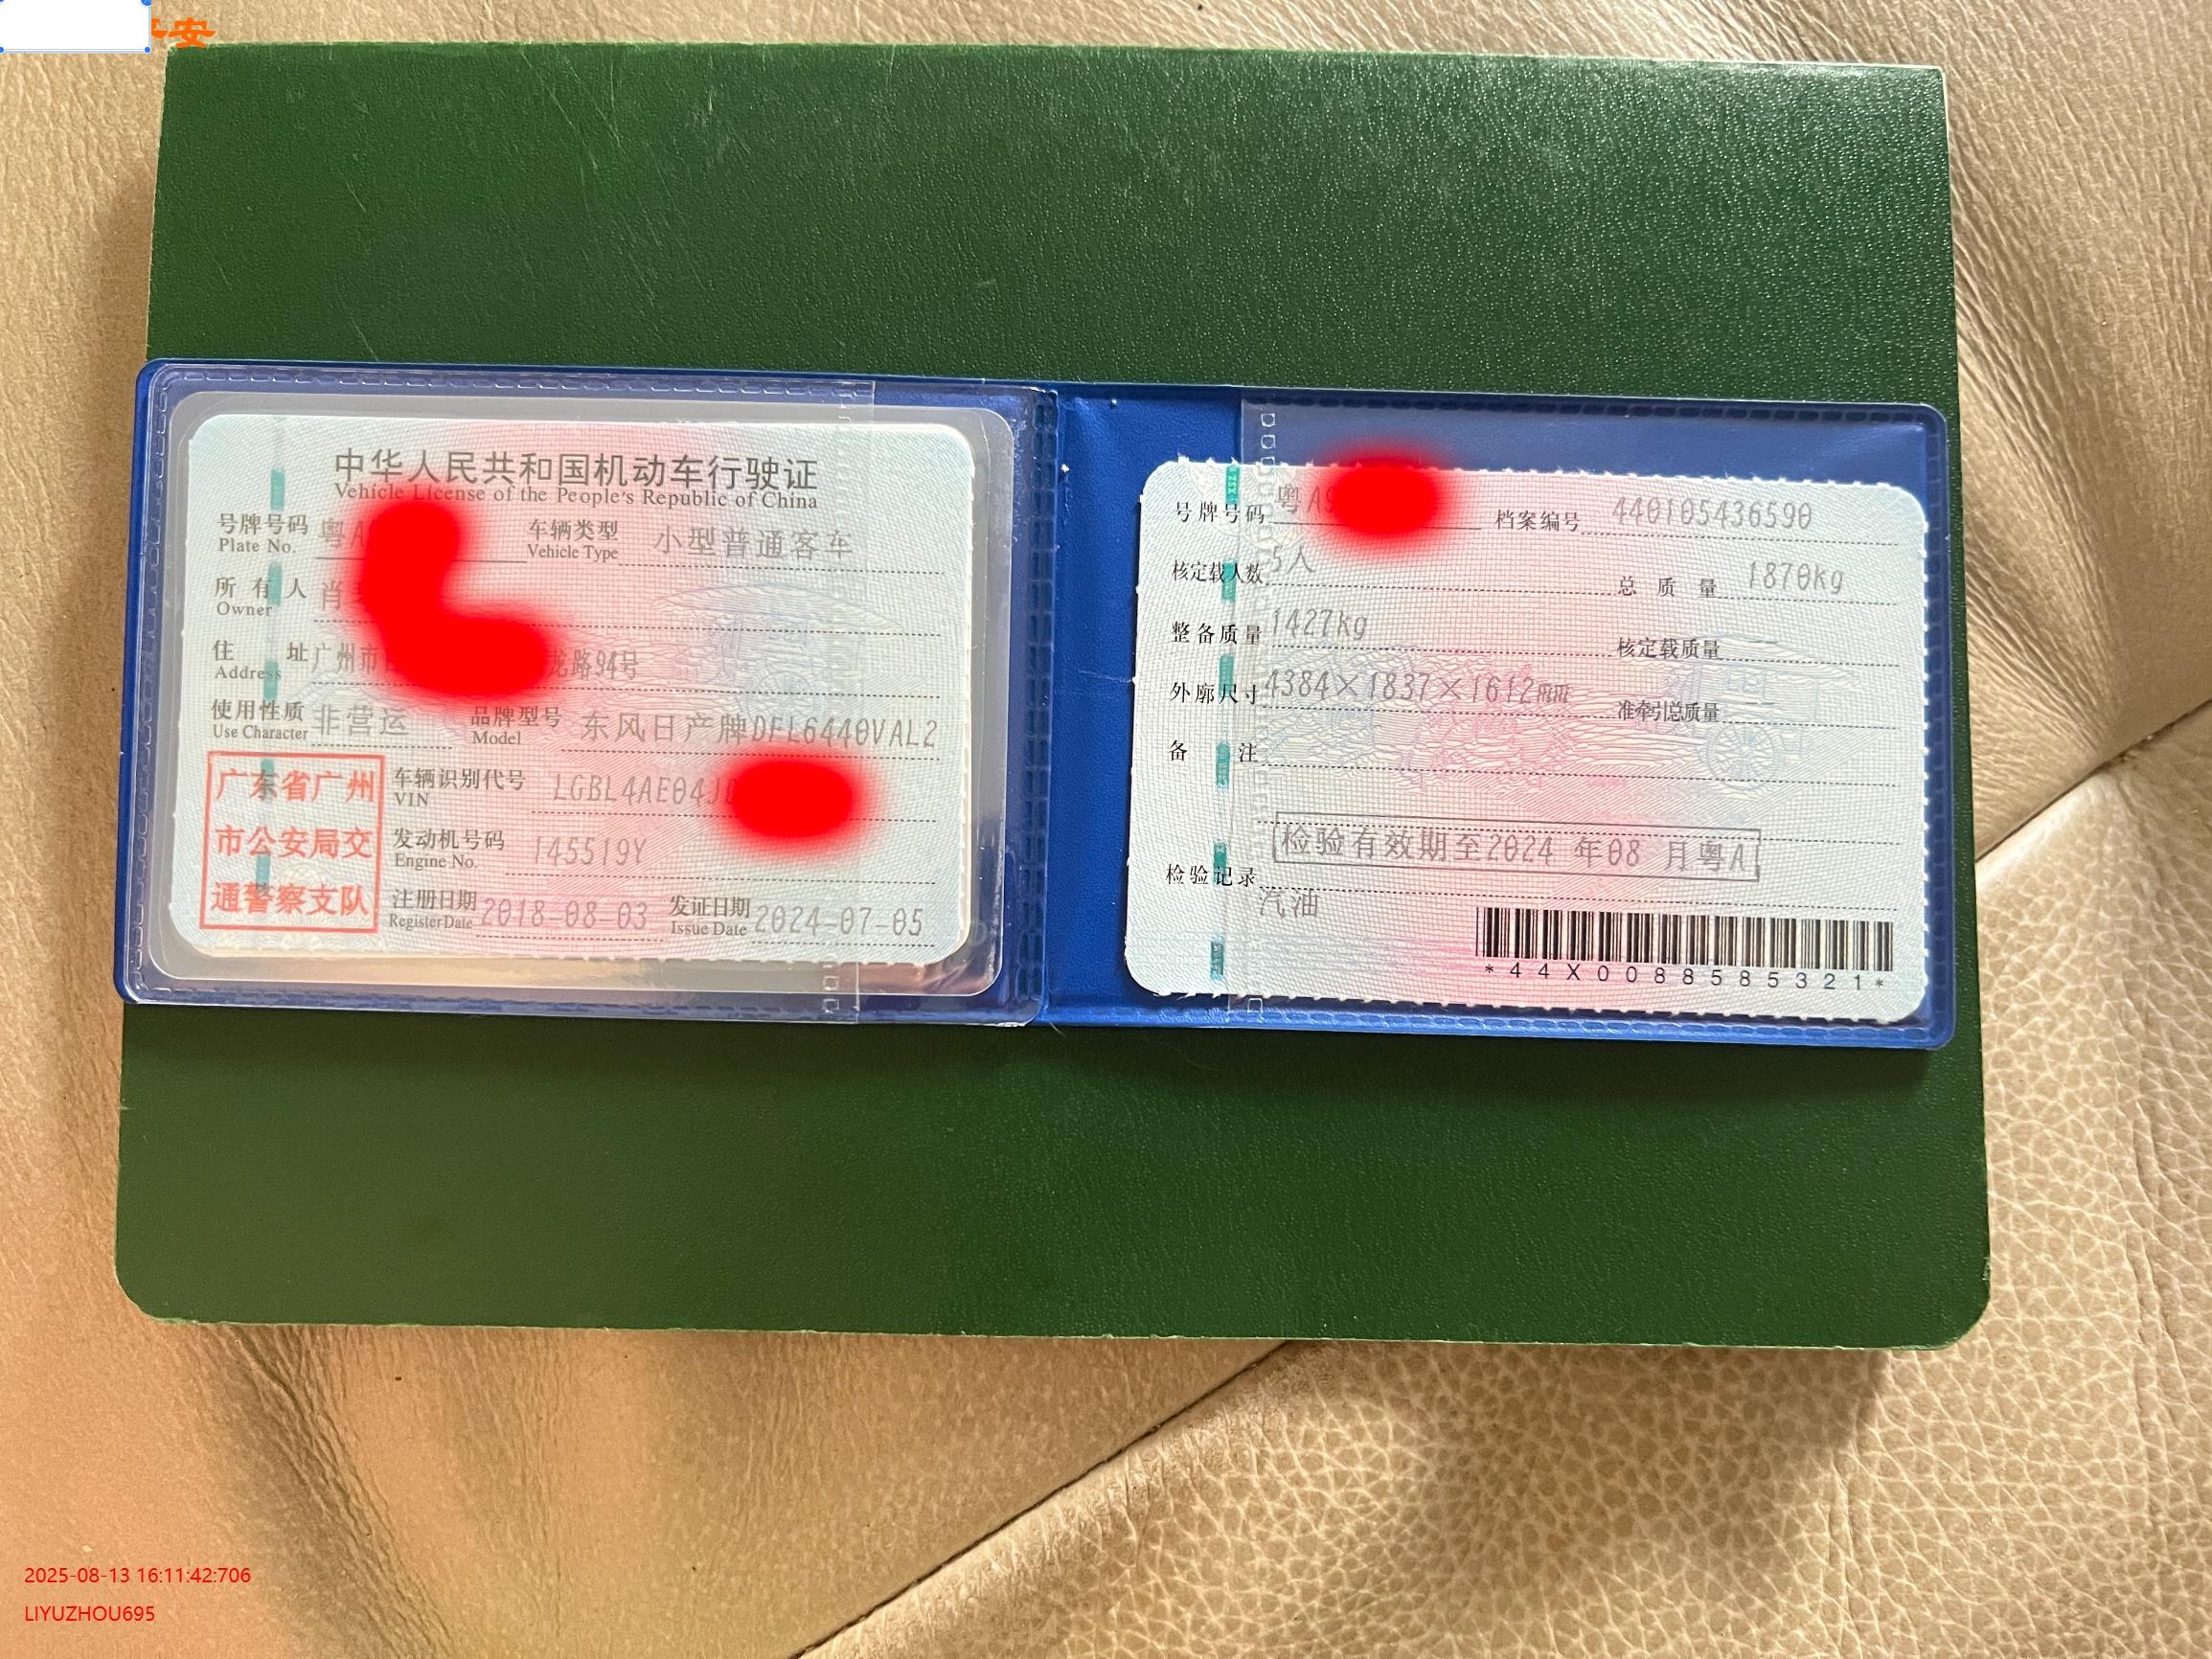 平安
中华人民共和国机动车行驶证
Vehicle License of the People's Republic of China
号牌号码 粤A 车辆类型 小型普通客车
Plate No. Vehicle Type
所有人 肖
Owner
住址 广州市 龙路94号
Address
使用性质 非营运 品牌型号 东风日产牌DFL6440VAL2
Use Character Model
广东省广州
市公安局交
通警察支队
车辆识别代号 LGBL4AE04J
VIN
发动机号码 145519Y
Engine No.
注册日期 2018-08-03 发证日期 2024-07-05
Register Date Issue Date
号牌号码 粤A9 档案编号 440105436590
核定载人数 5人 总质量 1870kg
整备质量 1427kg 核定载质量
外廓尺寸 4384×1837×1612mm 准牵引总质量
备注
检验有效期至2024 年08 月粤A
检验记录
汽油
*44X0088585321*
2025-08-13 16:11:42:706
LIYUZHOU695